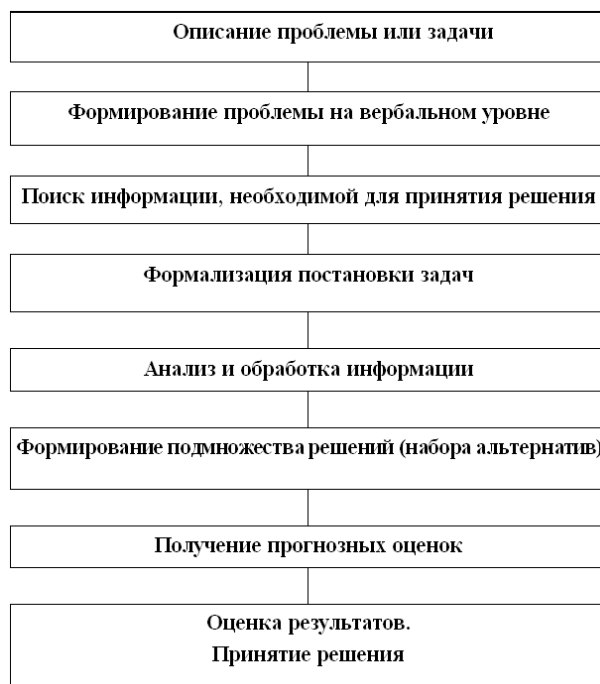 Описание проблемы или задачи
Формирование проблемы на вербальном уровне
Поиск информации, необходимой для принятия решения
Формализация постановки задач
Анализ и обработка информации
Формирование подмножества решений (набора альтернатив)
Получение прогнозных оценок
Оценка результатов.
Принятие решения